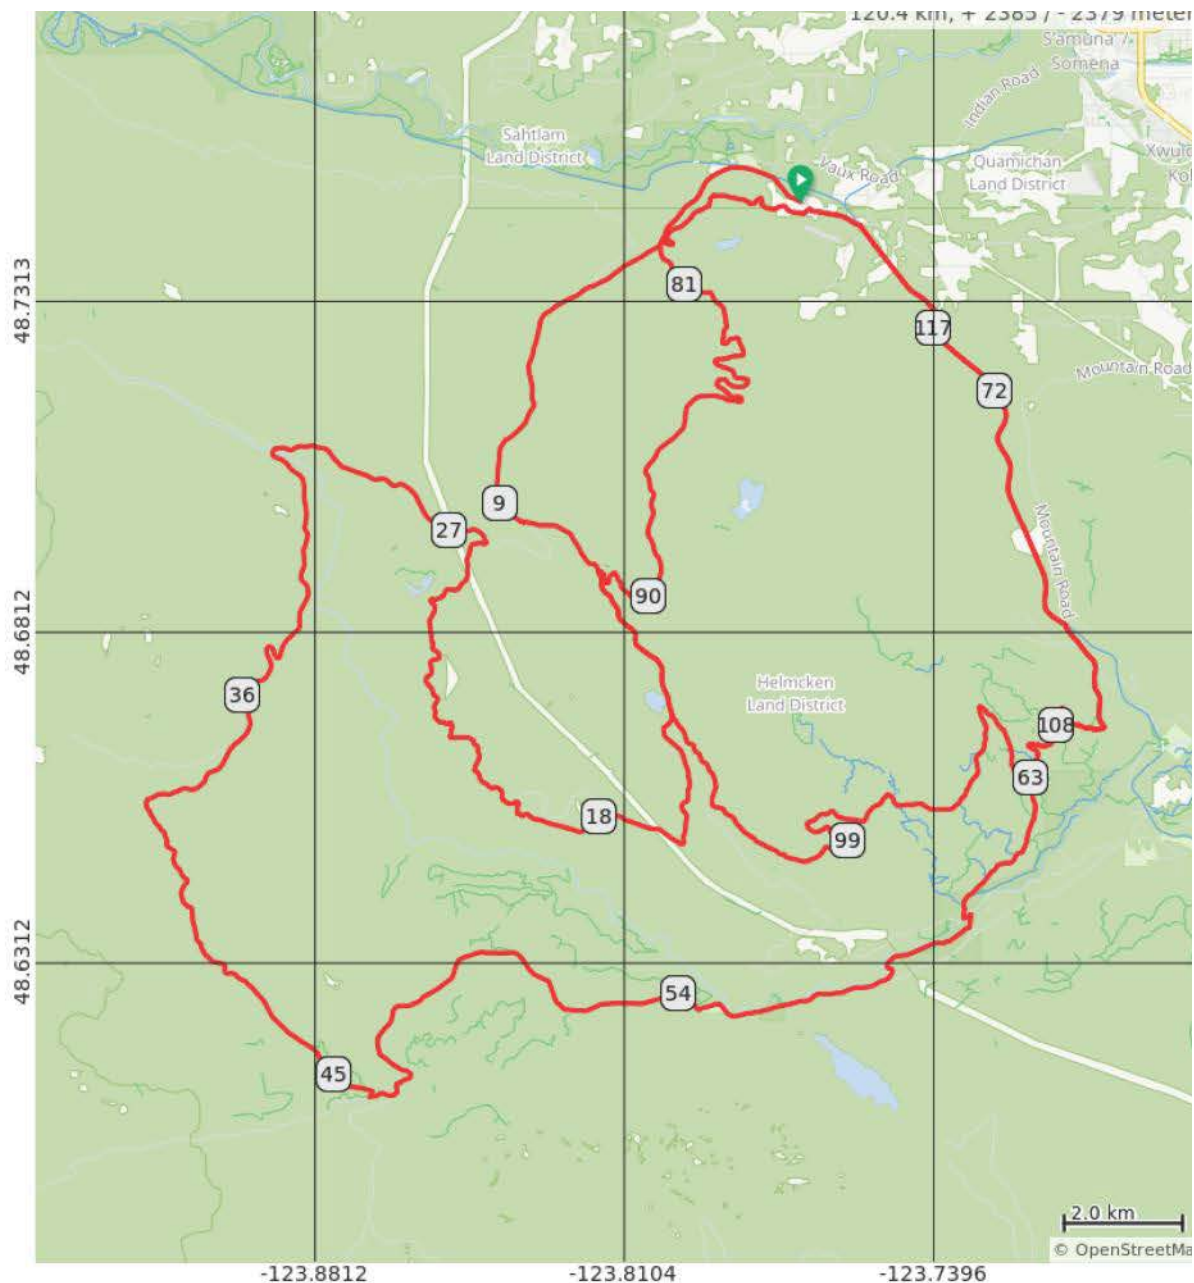 120.4 km, + 2385 / - 2379 meter
S'amuna'/
Somena
Indian Road
Sahtlam
Land District
Vaux Road
Quamichan
Land District
81
48.7313
117
Mountain Road
72
9
27
Mountain Road
90
48.6812
36
Helmcken
Land District
108
63
18
99
48.6312
54
45
2.0 km
© OpenStreetMa
-123.8812
-123.8104
-123.7396